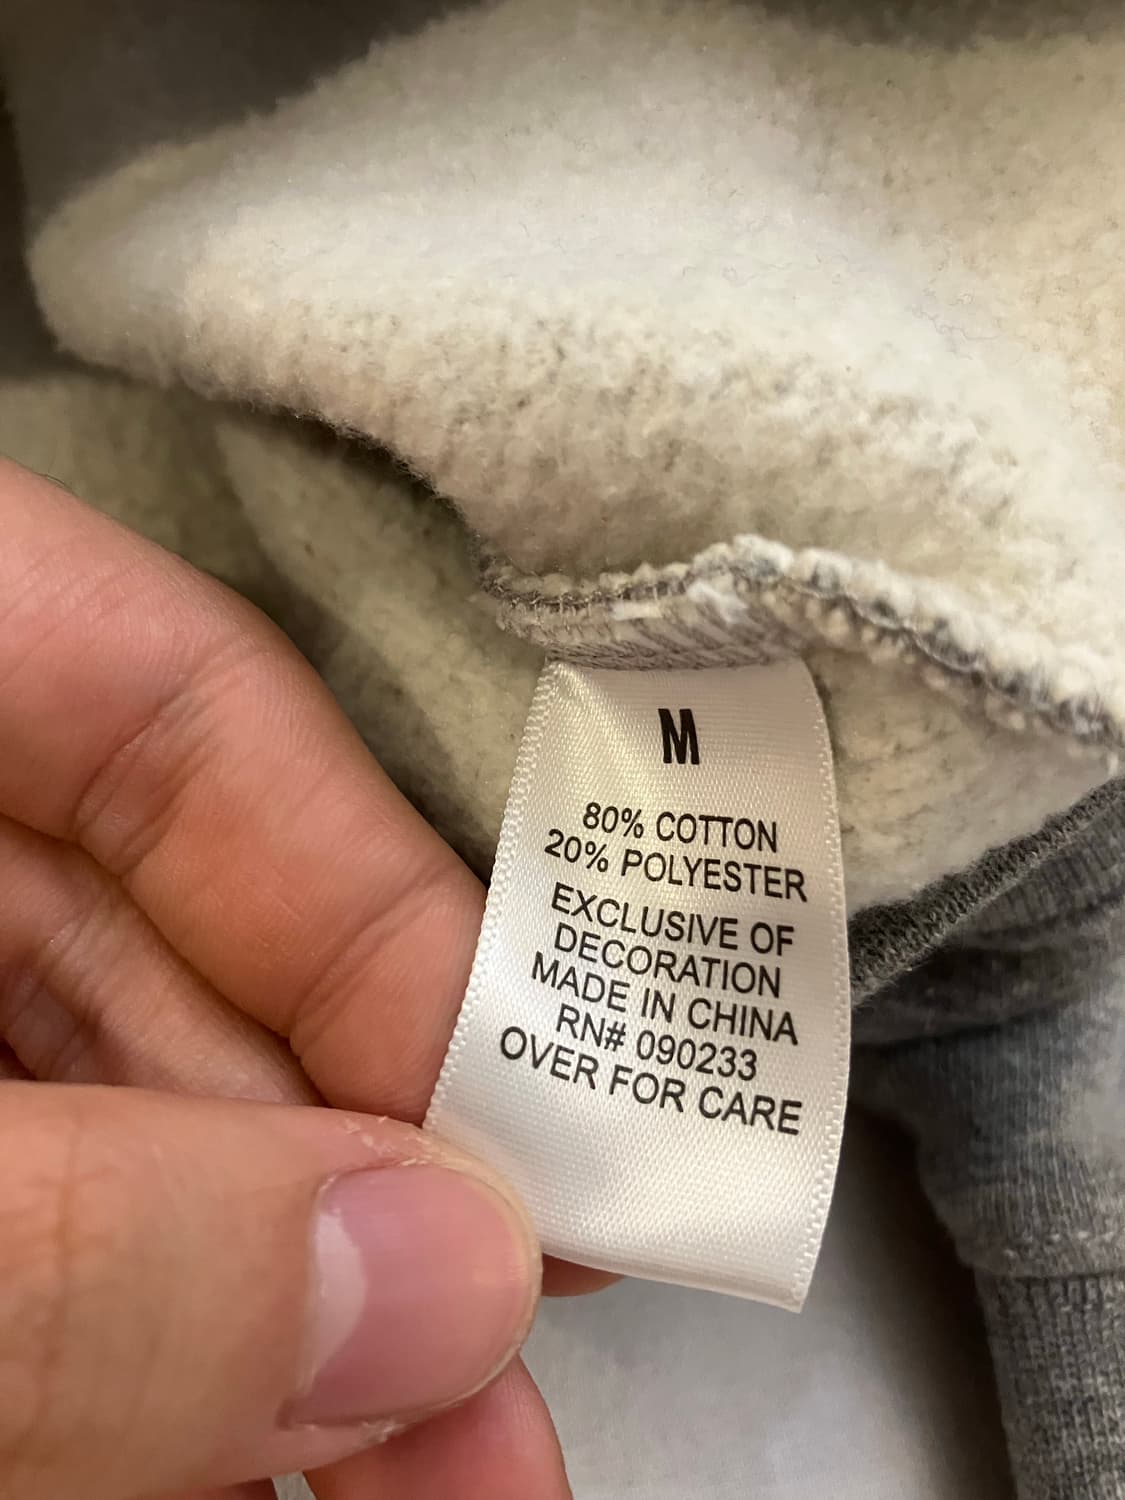 M
80% COTTON
20% POLYESTER
EXCLUSIVE OF
DECORATION
MADE IN CHINA
RN# 090233
OVER FOR CARE